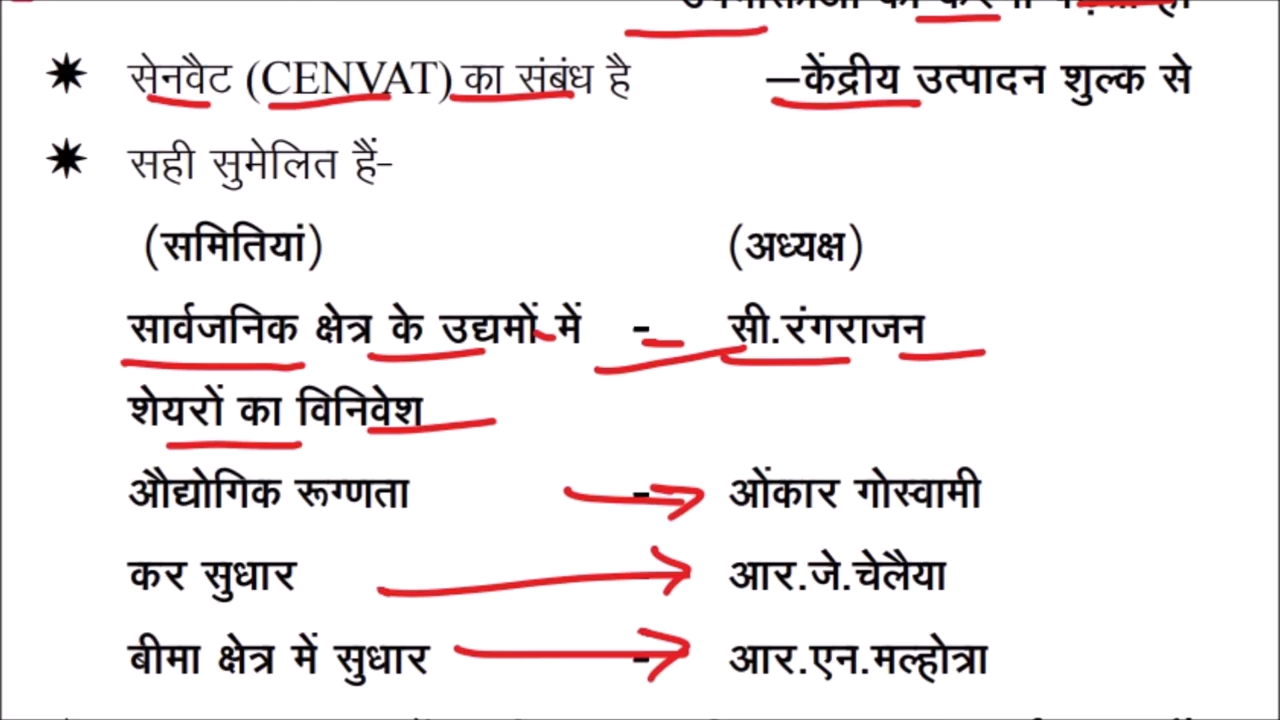 ✷ सेनवैट (CENVAT) का संबंध है –केंद्रीय उत्पादन शुल्क से
✷ सही सुमेलित हैं-
(समितियां) (अध्यक्ष)
सार्वजनिक क्षेत्र के उद्यमों में - सी.रंगराजन
शेयरों का विनिवेश
औद्योगिक रूग्णता - ओंकार गोस्वामी
कर सुधार - आर.जे.चेलैया
बीमा क्षेत्र में सुधार - आर.एन.मल्होत्रा